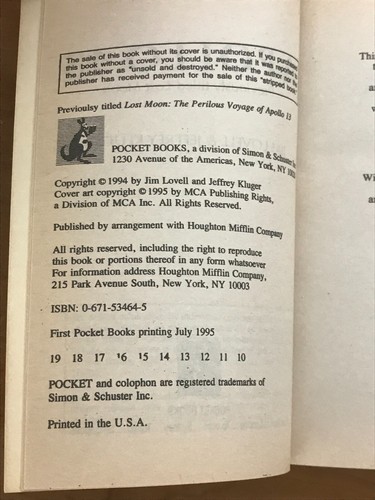 The sale of this book without its cover is unauthorized. If you purchased
this book without a cover, you should be aware that it was reported to
the publisher as "unsold and destroyed." Neither the author nor the
publisher has received payment for the sale of this "stripped book."
Previoulsy titled Lost Moon: The Perilous Voyage of Apollo 13
POCKET BOOKS, a division of Simon & Schuster Inc.
1230 Avenue of the Americas, New York, NY 10020
Copyright © 1994 by Jim Lovell and Jeffrey Kluger
Cover art copyright © 1995 by MCA Publishing Rights,
a Division of MCA Inc. All Rights Reserved.
Published by arrangement with Houghton Mifflin Company
All rights reserved, including the right to reproduce
this book or portions thereof in any form whatsoever
For information address Houghton Mifflin Company,
215 Park Avenue South, New York, NY 10003
ISBN: 0-671-53464-5
First Pocket Books printing July 1995
19 18 17 16 15 14 13 12 11 10
POCKET and colophon are registered trademarks of
Simon & Schuster Inc.
Printed in the U.S.A.
Thi
Wi